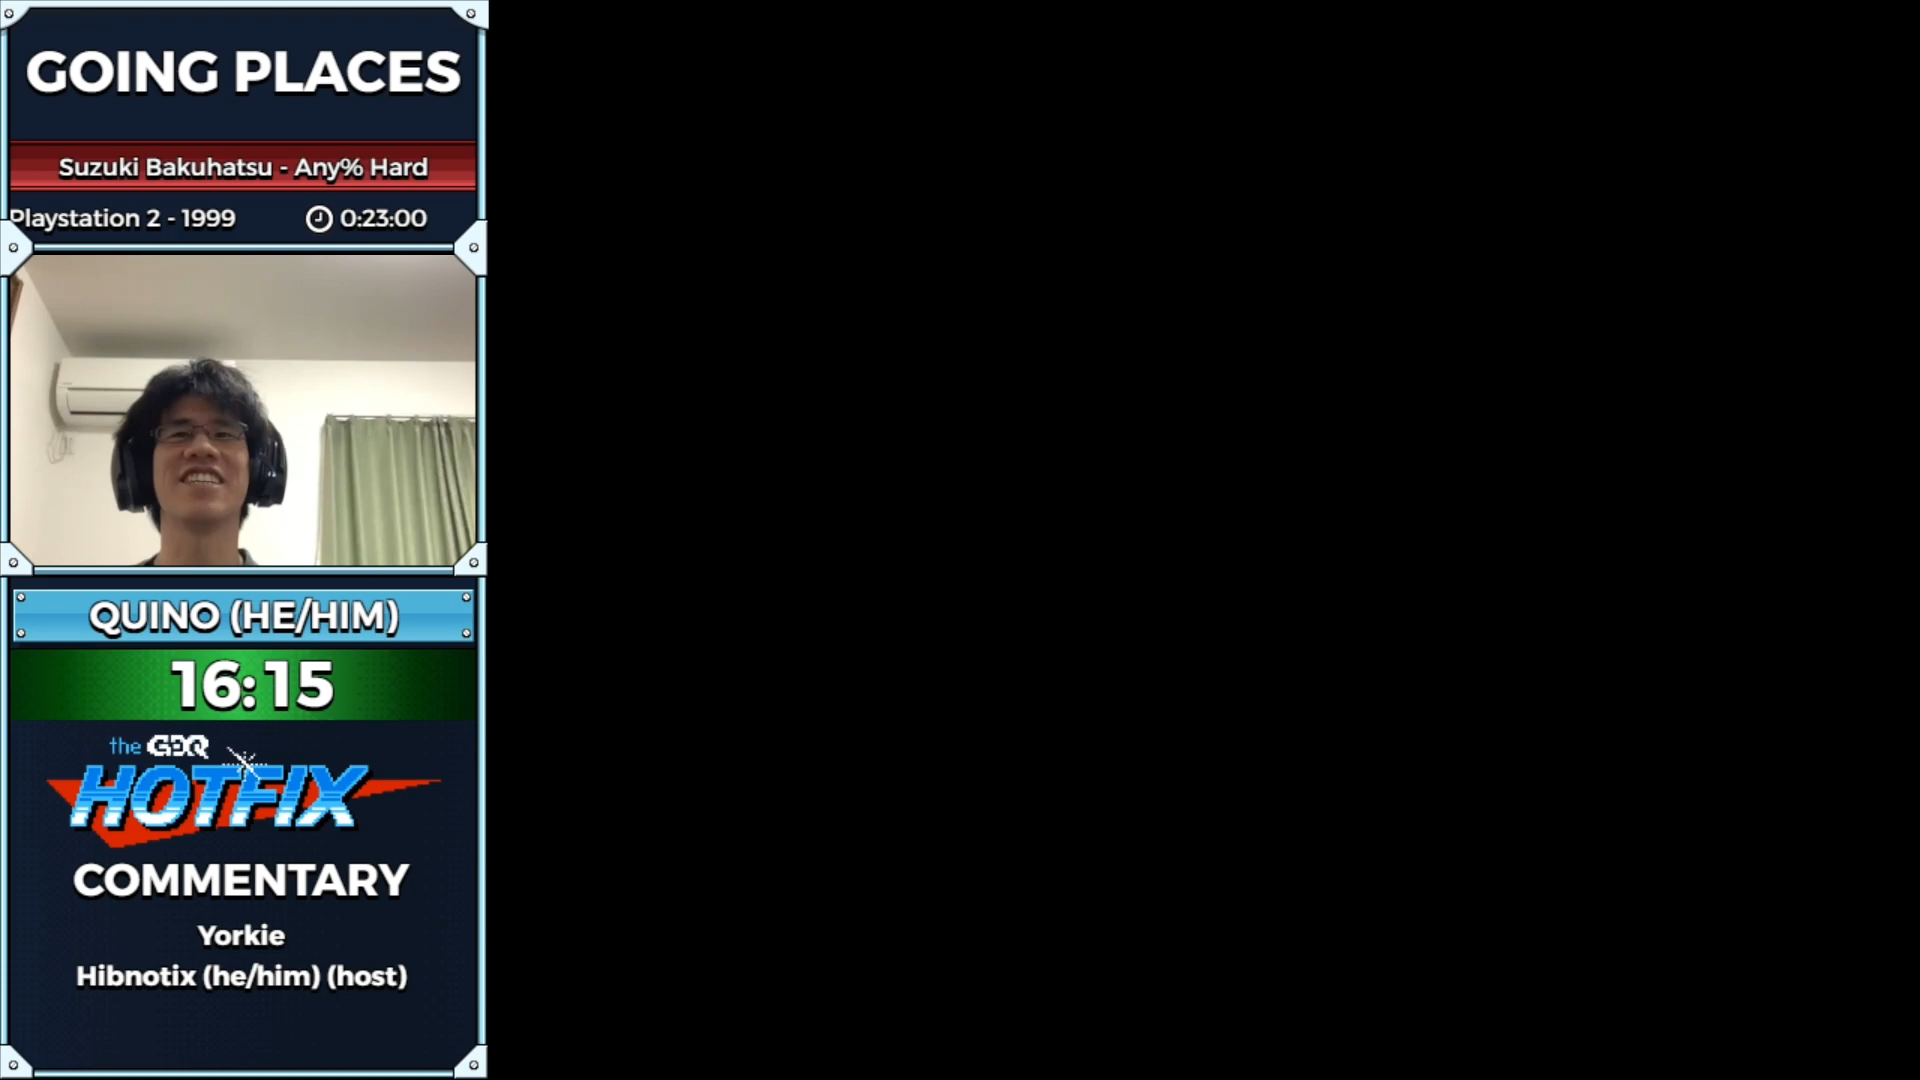 GOING PLACES
Suzuki Bakuhatsu - Any% Hard
Playstation 2 - 1999 0:23:00
QUINO (HE/HIM)
16:15
the GDQ
HOTFIX
COMMENTARY
Yorkie
Hibnotix (he/him) (host)